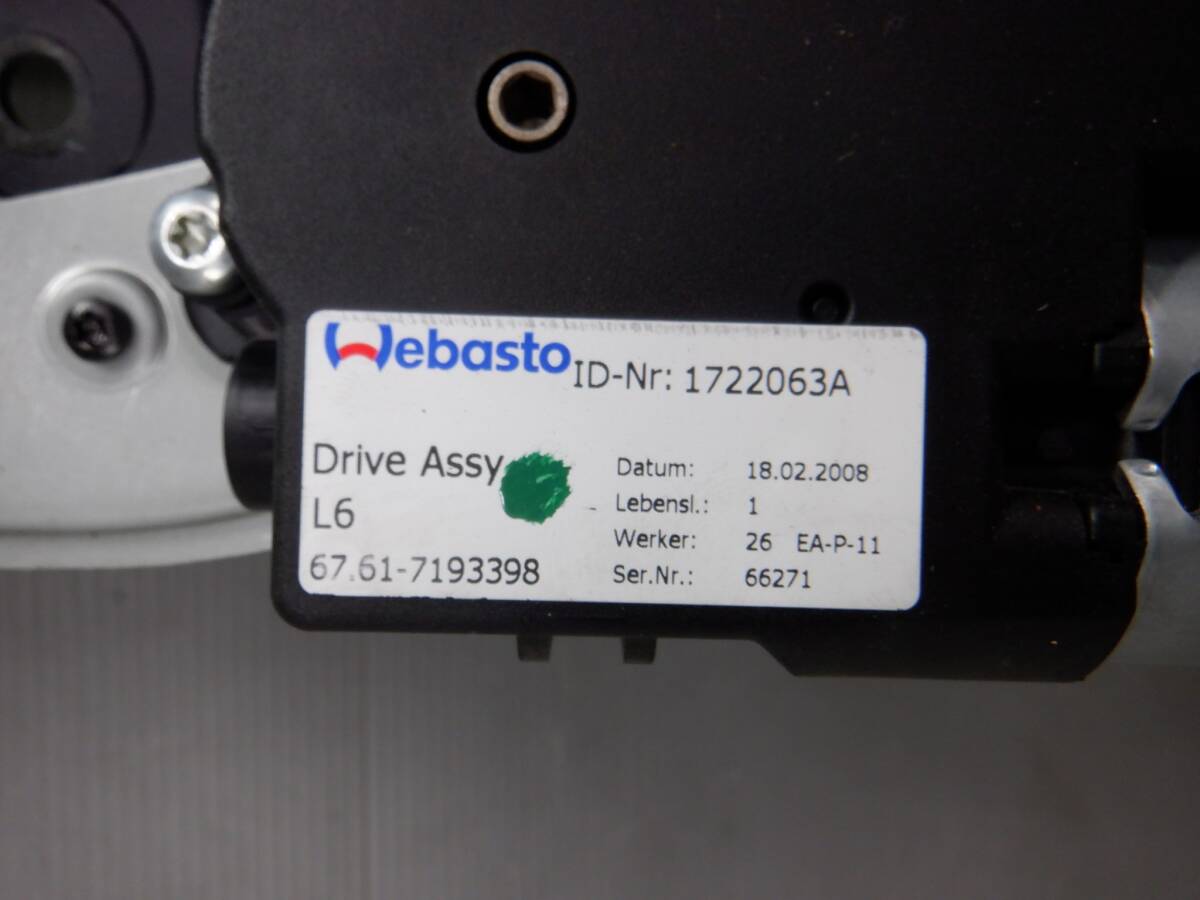 Webasto
ID-Nr: 1722063A
Drive Assy
L6
67.61-7193398
Datum: 18.02.2008
Lebensl.: 1
Werker: 26 EA-P-11
Ser.Nr.: 66271